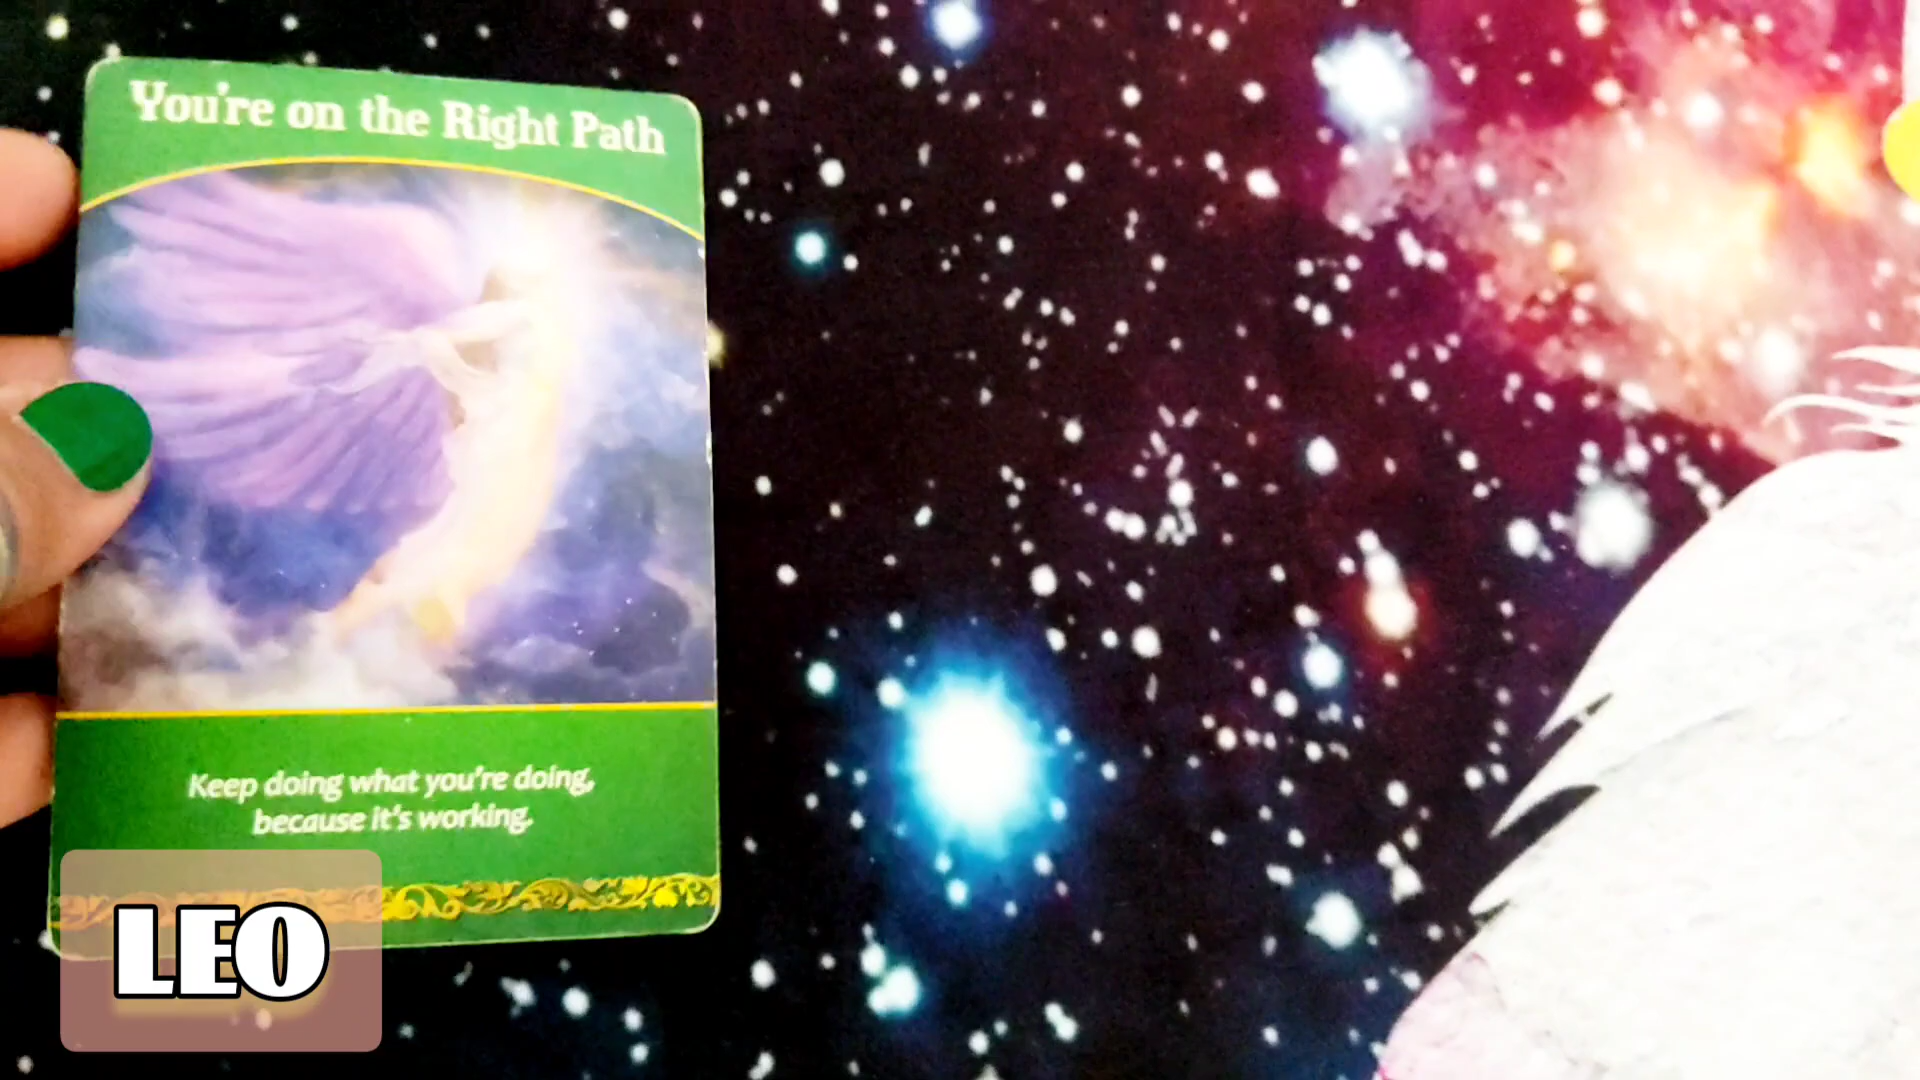 You're on the Right Path
Keep doing what you're doing,
because it's working.
LEO